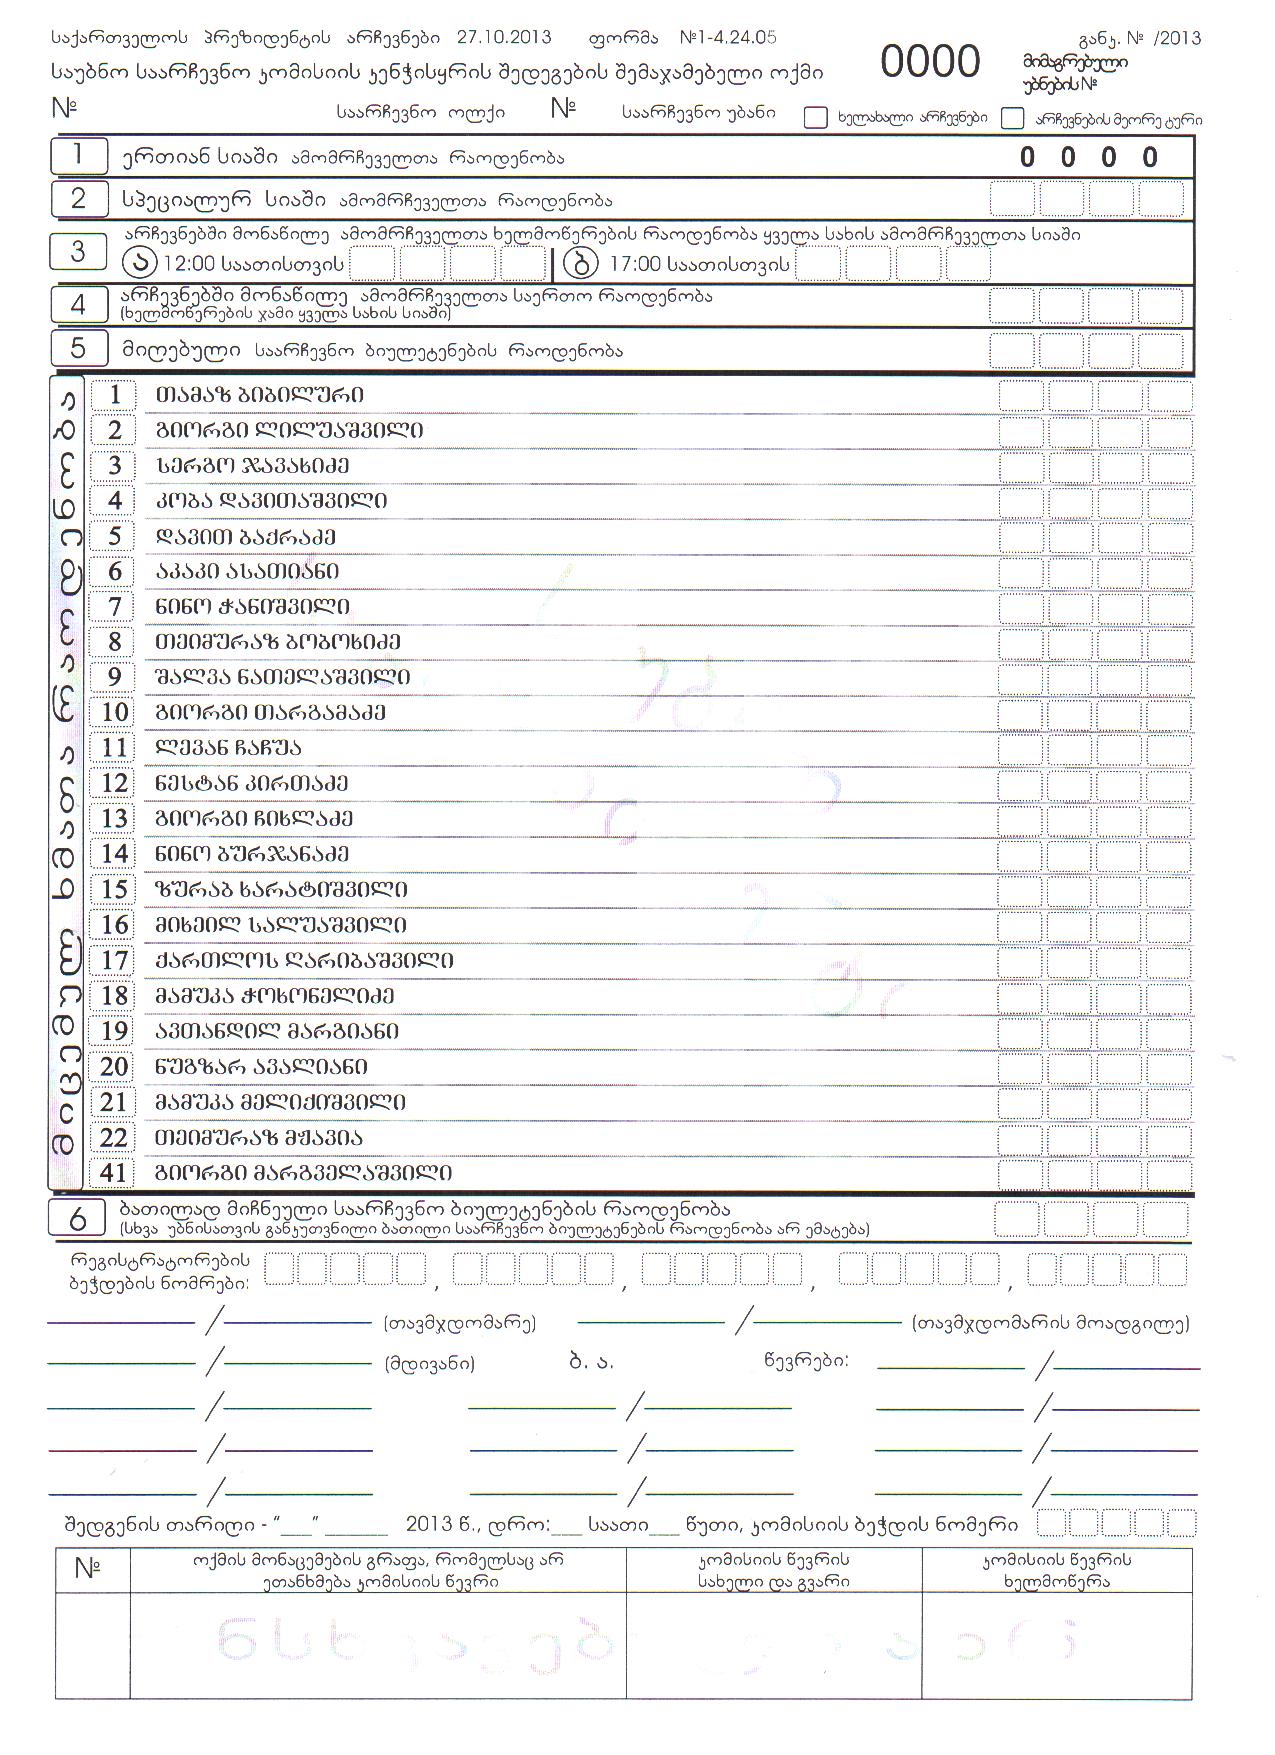 საქართველოს პრეზიდენტის არჩევნები 27.10.2013 ფორმა №1-4.24.05 განკ. № /2013
საუბნო საარჩევნო კომისიის კენჭისყრის შედეგების შემაჯამებელი ოქმი 0000 მიმაგრებული უბნების №
№ საარჩევნო ოლქი № საარჩევნო უბანი ხელახალი არჩევნები არჩევნების მეორე ტური
1 ერთიან სიაში ამომრჩეველთა რაოდენობა 0 0 0 0
2 სპეციალურ სიაში ამომრჩეველთა რაოდენობა
3 არჩევნებში მონაწილე ამომრჩეველთა ხელმოწერების რაოდენობა ყველა სახის ამომრჩეველთა სიაში
ა 12:00 საათისთვის ბ 17:00 საათისთვის
4 არჩევნებში მონაწილე ამომრჩეველთა საერთო რაოდენობა
(ხელმოწერების ჯამი ყველა სახის სიაში)
5 მიღებული საარჩევნო ბიულეტენების რაოდენობა
მიცემულ ხმათა რაოდენობა
1 თამაზ ბიბილური
2 გიორგი ლილუაშვილი
3 სერგო ჯავახიძე
4 კობა დავითაშვილი
5 დავით ბაქრაძე
6 აკაკი ასათიანი
7 ნინო ჭანიშვილი
8 თეიმურაზ ბობოხიძე
9 შალვა ნათელაშვილი
10 გიორგი თარგამაძე
11 ლევან ჩაჩუა
12 ნესტან კირთაძე
13 გიორგი ჩიხლაძე
14 ნინო ბურჯანაძე
15 ზურაბ ხარატიშვილი
16 მიხეილ სალუაშვილი
17 ქართლოს ღარიბაშვილი
18 მამუკა ჭოხონელიძე
19 ავთანდილ მარგიანი
20 ნუგზარ ავალიანი
21 მამუკა მელიქიშვილი
22 თეიმურაზ მჟავია
41 გიორგი მარგველაშვილი
6 ბათილად მიჩნეული საარჩევნო ბიულეტენების რაოდენობა
(სხვა უბნისათვის განკუთვნილი ბათილი საარჩევნო ბიულეტენების რაოდენობა არ ემატება)
რეგისტრატორების
ბეჭდების ნომრები: , , , ,
/ (თავმჯდომარე) / (თავმჯდომარის მოადგილე)
/ (მდივანი) ბ. ა. წევრები: /
/ / /
/ / /
/ / /
შედგენის თარიღი - "___" ______ 2013 წ., დრო:___ საათი___ წუთი, კომისიის ბეჭდის ნომერი
№ ოქმის მონაცემების გრაფა, რომელსაც არ ეთანხმება კომისიის წევრი კომისიის წევრის სახელი და გვარი კომისიის წევრის ხელმოწერა